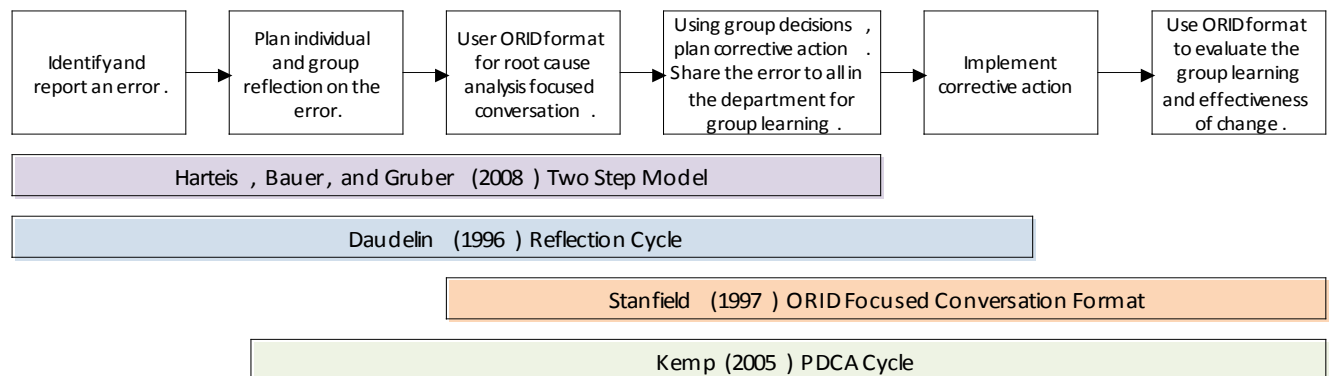 Identify and
report an error .
Plan individual
and group
reflection on the
error.
User ORID format
for root cause
analysis focused
conversation .
Using group decisions ,
plan corrective action .
Share the error to all in
the department for
group learning .
Implement
corrective action
Use ORID format
to evaluate the
group learning
and effectiveness
of change .
Harteis , Bauer, and Gruber (2008 ) Two Step Model
Daudelin (1996 ) Reflection Cycle
Stanfield (1997 ) ORID Focused Conversation Format
Kemp (2005 ) PDCA Cycle